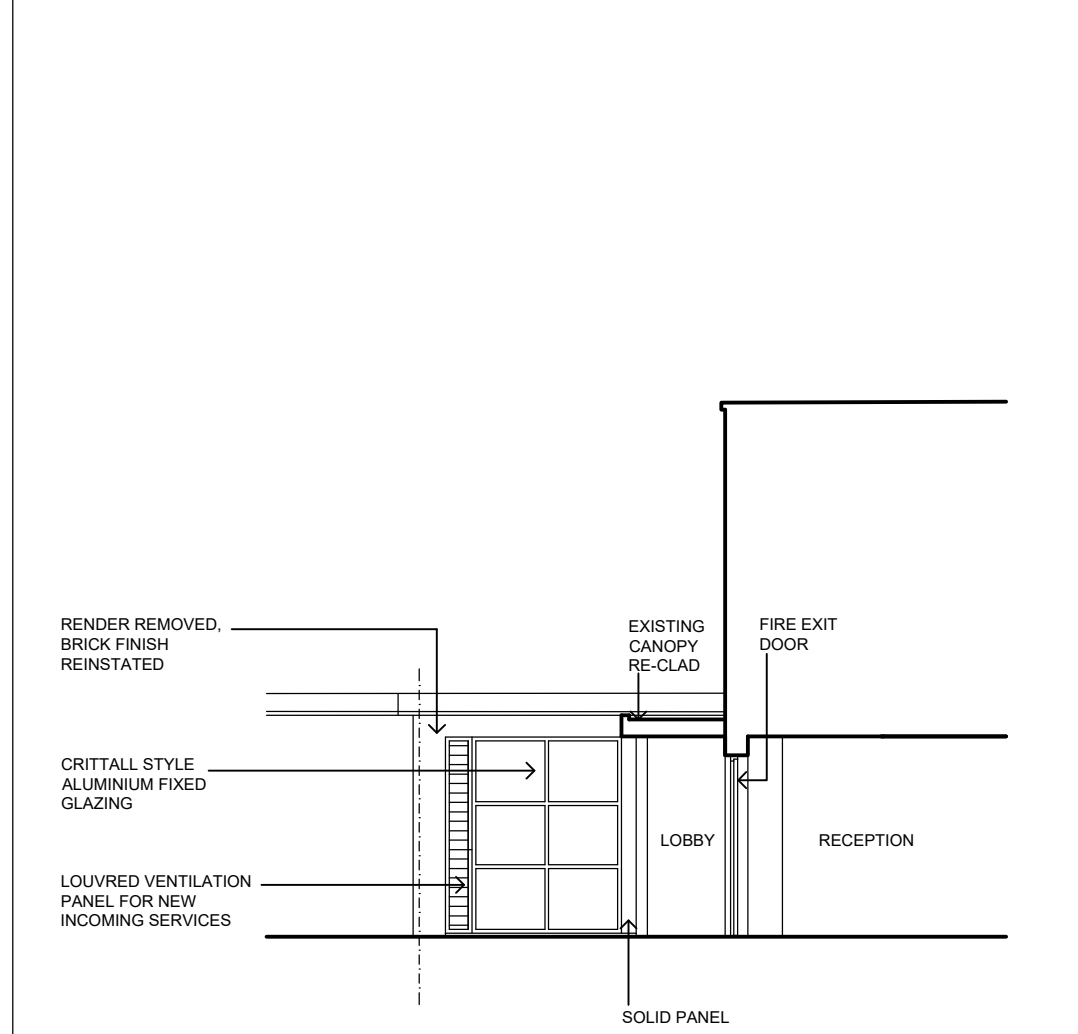 RENDER REMOVED,
BRICK FINISH
REINSTATED
EXISTING
CANOPY
RE-CLAD
FIRE EXIT
DOOR
CRITTALL STYLE
ALUMINIUM FIXED
GLAZING
LOBBY
RECEPTION
LOUVRED VENTILATION
PANEL FOR NEW
INCOMING SERVICES
SOLID PANEL